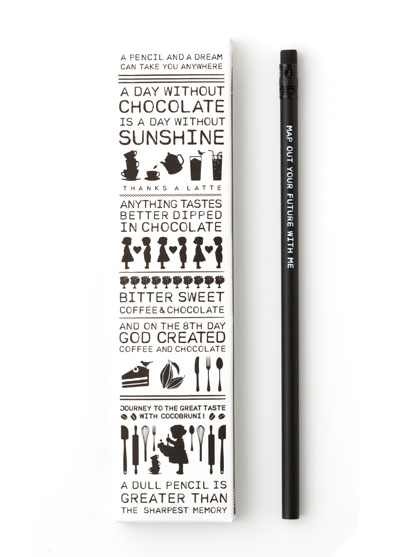 A PENCIL AND A DREAM
CAN TAKE YOU ANYWHERE
A DAY WITHOUT
CHOCOLATE
IS A DAY WITHOUT
SUNSHINE
THANKS A LATTE
ANYTHING TASTES
BETTER DIPPED
IN CHOCOLATE
BITTER SWEET
COFFEE & CHOCOLATE
AND ON THE 8TH DAY
GOD CREATED
COFFEE AND CHOCOLATE
JOURNEY TO THE GREAT TASTE
WITH COCOBRUNI!
A DULL PENCIL IS
GREATER THAN
THE SHARPEST MEMORY
MAP OUT YOUR FUTURE WITH ME